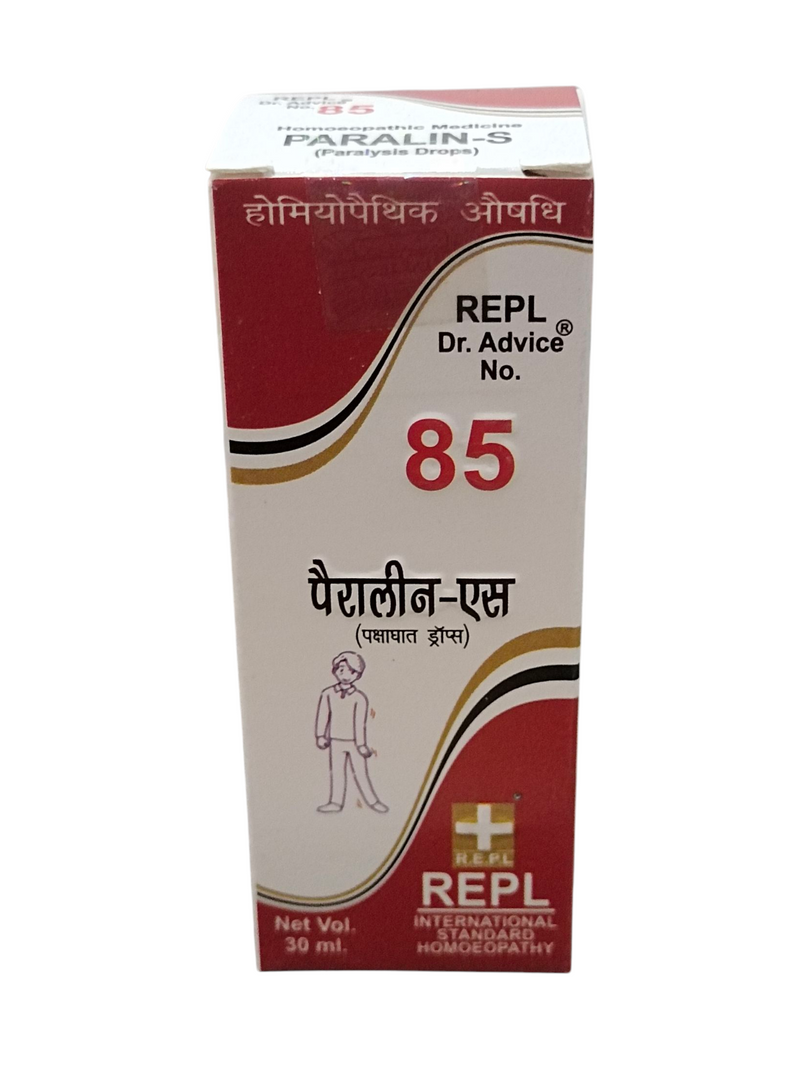 REPL
Dr. Advice
No. 85
Homoeopathic Medicine
PARALIN-S
(Paralysis Drops)
होमियोपैथिक औषधि
REPL
Dr. Advice®
No.
85
पैरालीन-एस
(पक्षाघात ड्रॉप्स)
R.E.P.L
REPL
INTERNATIONAL
STANDARD
HOMOEOPATHY
Net Vol.
30 ml.